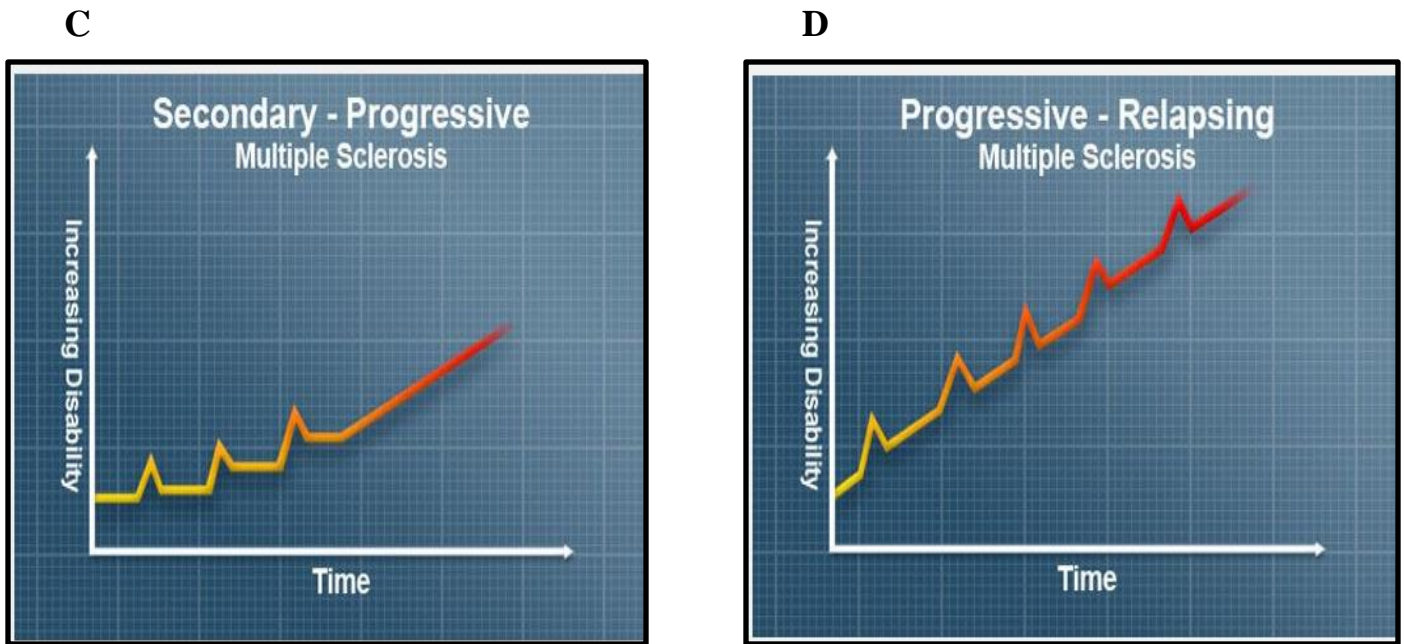 C
Secondary - Progressive
Multiple Sclerosis
Increasing Disability
Time
D
Progressive - Relapsing
Multiple Sclerosis
Increasing Disability
Time